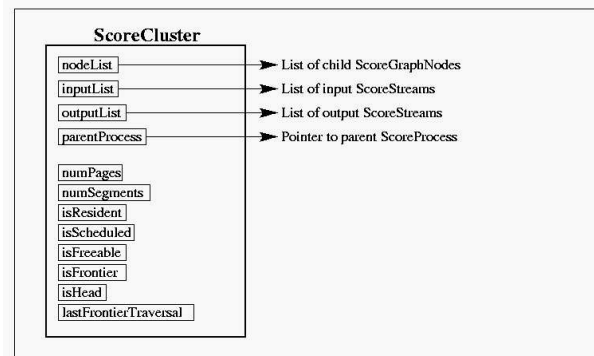 ScoreCluster
nodeList List of child ScoreGraphNodes
inputList List of input ScoreStreams
outputList List of output ScoreStreams
parentProcess Pointer to parent ScoreProcess
numPages
numSegments
isResident
isScheduled
isFreeable
isFrontier
isHead
lastFrontierTraversal